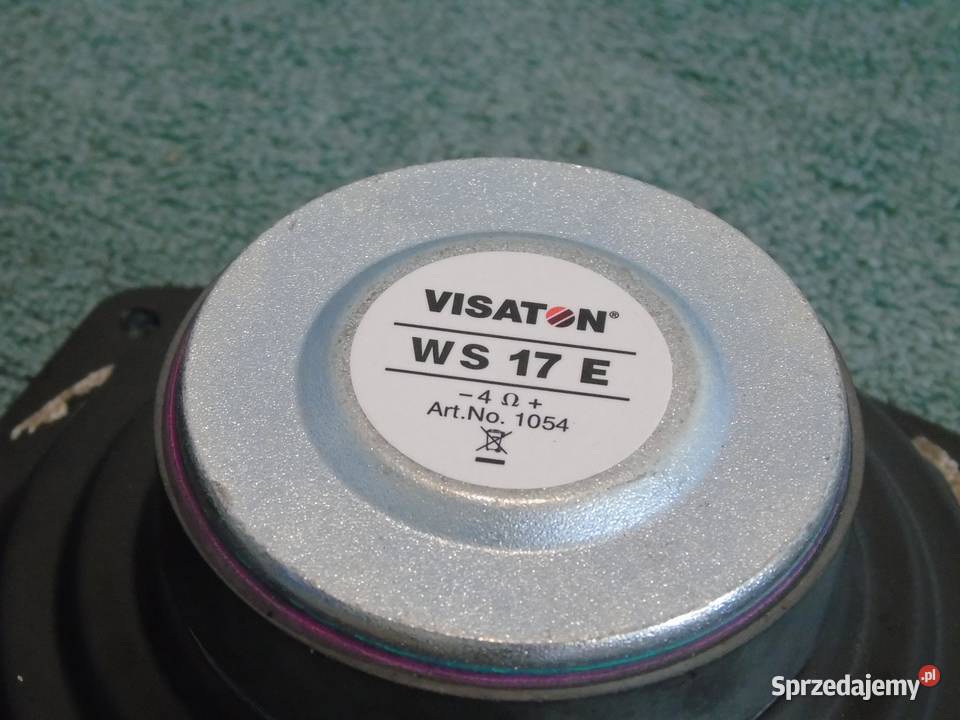 VISATON®
WS 17 E
- 4 Ω +
Art.No. 1054
Sprzedajemy.pl